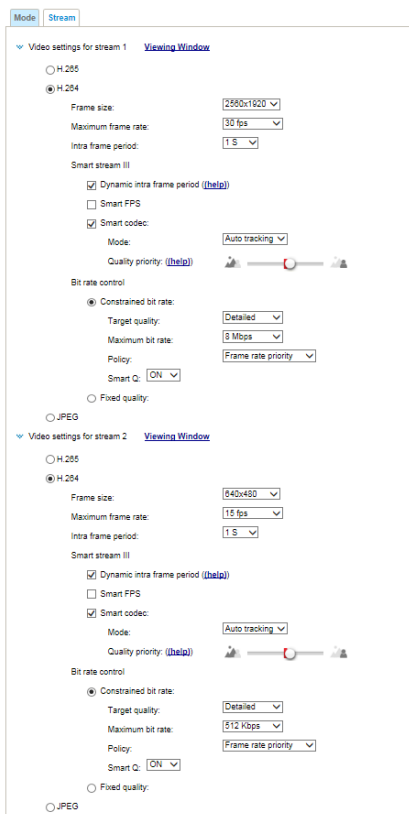 Mode Stream
Video settings for stream 1 Viewing Window
H.265
H.264
Frame size: 2560x1920
Maximum frame rate: 30 fps
Intra frame period: 1 S
Smart stream III
Dynamic intra frame period ((help))
Smart FPS
Smart codec:
Mode: Auto tracking
Quality priority: ((help))
Bit rate control
Constrained bit rate:
Target quality: Detailed
Maximum bit rate: 8 Mbps
Policy: Frame rate priority
Smart Q: ON
Fixed quality:
JPEG
Video settings for stream 2 Viewing Window
H.265
H.264
Frame size: 640x480
Maximum frame rate: 15 fps
Intra frame period: 1 S
Smart stream III
Dynamic intra frame period ((help))
Smart FPS
Smart codec:
Mode: Auto tracking
Quality priority: ((help))
Bit rate control
Constrained bit rate:
Target quality: Detailed
Maximum bit rate: 512 Kbps
Policy: Frame rate priority
Smart Q: ON
Fixed quality:
JPEG